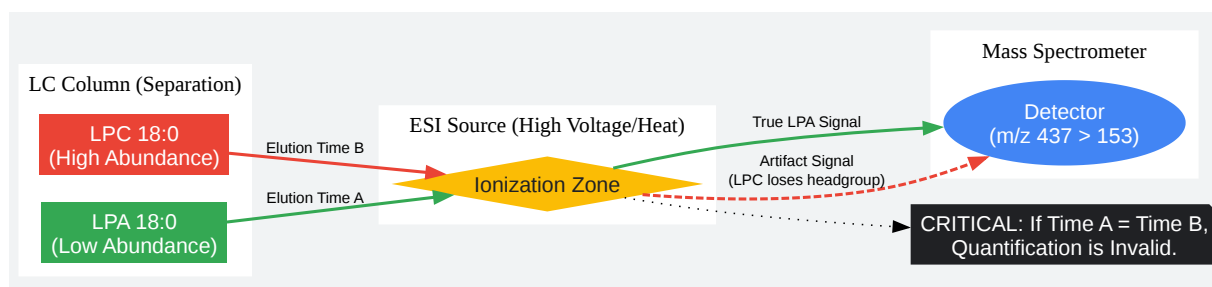 LC Column (Separation)
LPC 18:0
(High Abundance)
LPA 18:0
(Low Abundance)
Elution Time B
Elution Time A
ESI Source (High Voltage/Heat)
Ionization Zone
True LPA Signal
Artifact Signal
(LPC loses headgroup)
Mass Spectrometer
Detector
(m/z 437 > 153)
CRITICAL: If Time A = Time B,
Quantification is Invalid.